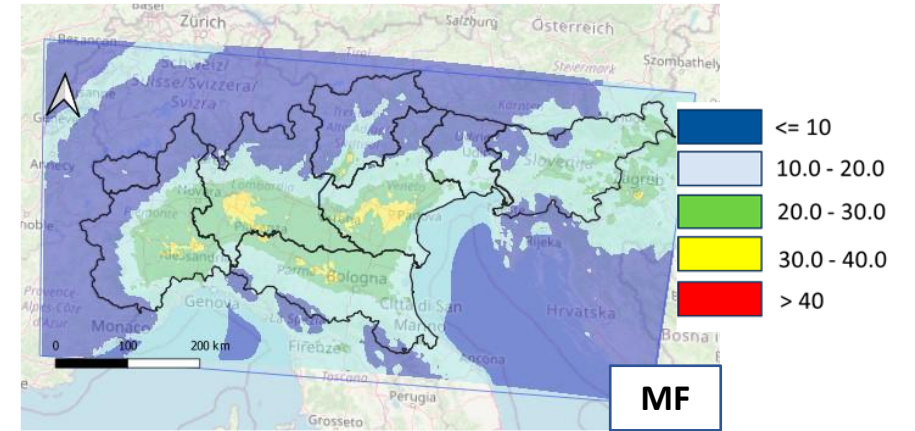 Basel
Zürich
Salzburg
Österreich
Besançon
Tirol
Steiermark
Szombathely
Schweiz/
Suisse/Svizzera/
Svizra
Kärnten
<= 10
Annecy
Slovenija
10.0 - 20.0
Novara
Lombardia
Veneto
Zagreb
Piemonte
Padova
20.0 - 30.0
Rijeka
Alessandria
Parma
Bologna
30.0 - 40.0
Provence-
Alpes-Côte
d'Azur
Genova
Città di San
Marino
Hrvatska
> 40
Monaco
La Spezia
Bosna i
0 100 200 km
Firenze
Ancona
Toscana
Perugia
MF
Grosseto